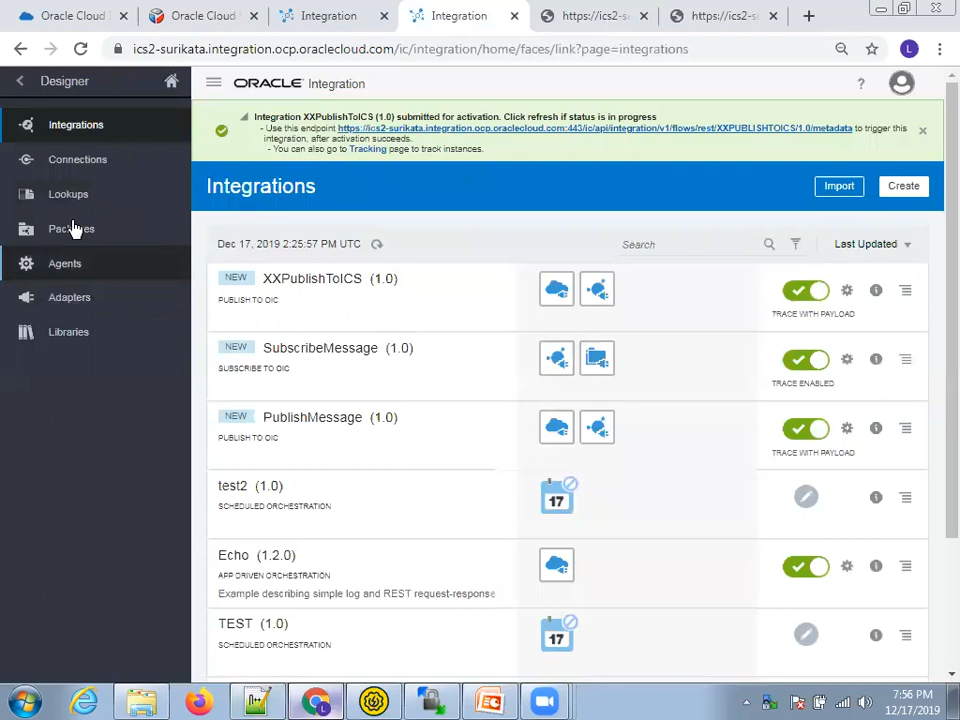 Oracle Cloud I
Oracle Cloud
Integration
Integration
https://ics2-s
https://ics2-s
ics2-surikata.integration.ocp.oraclecloud.com/ic/integration/home/faces/link?page=integrations
L
Designer
ORACLE Integration
?
Integrations
Connections
Lookups
Agents
Adapters
Libraries
Integration XXPublishToICS (1.0) submitted for activation. Click refresh if status is in progress
- Use this endpoint https://ics2-surikata.integration.ocp.oraclecloud.com:443/ic/api/integration/v1/flows/rest/XXPUBLISHTOICS/1.0/metadata to trigger this
integration, after activation succeeds.
- You can also go to Tracking page to track instances.
Integrations
Import
Create
Dec 17, 2019 2:25:57 PM UTC
Search
Last Updated
NEW XXPublishToICS (1.0)
PUBLISH TO OIC
TRACE WITH PAYLOAD
NEW SubscribeMessage (1.0)
SUBSCRIBE TO OIC
TRACE ENABLED
NEW PublishMessage (1.0)
PUBLISH TO OIC
TRACE WITH PAYLOAD
test2 (1.0)
SCHEDULED ORCHESTRATION
17
Echo (1.2.0)
APP DRIVEN ORCHESTRATION
Example describing simple log and REST request-response
TEST (1.0)
SCHEDULED ORCHESTRATION
17
7:56 PM
12/17/2019